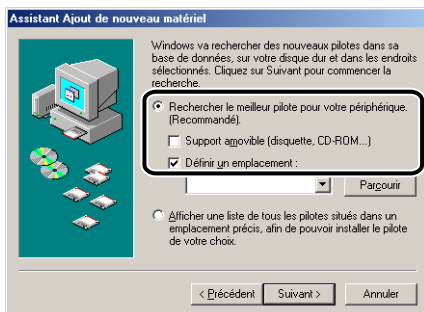 Assistant Ajout de nouveau matériel
Windows va rechercher des nouveaux pilotes dans sa
base de données, sur votre disque dur et dans les endroits
sélectionnés. Cliquez sur Suivant pour commencer la
recherche.
Rechercher le meilleur pilote pour votre périphérique.
(Recommandé).
Support amovible (disquette, CD-ROM...)
Définir un emplacement :
Parcourir
Afficher une liste de tous les pilotes situés dans un
emplacement précis, afin de pouvoir installer le pilote
de votre choix.
< Précédent Suivant > Annuler